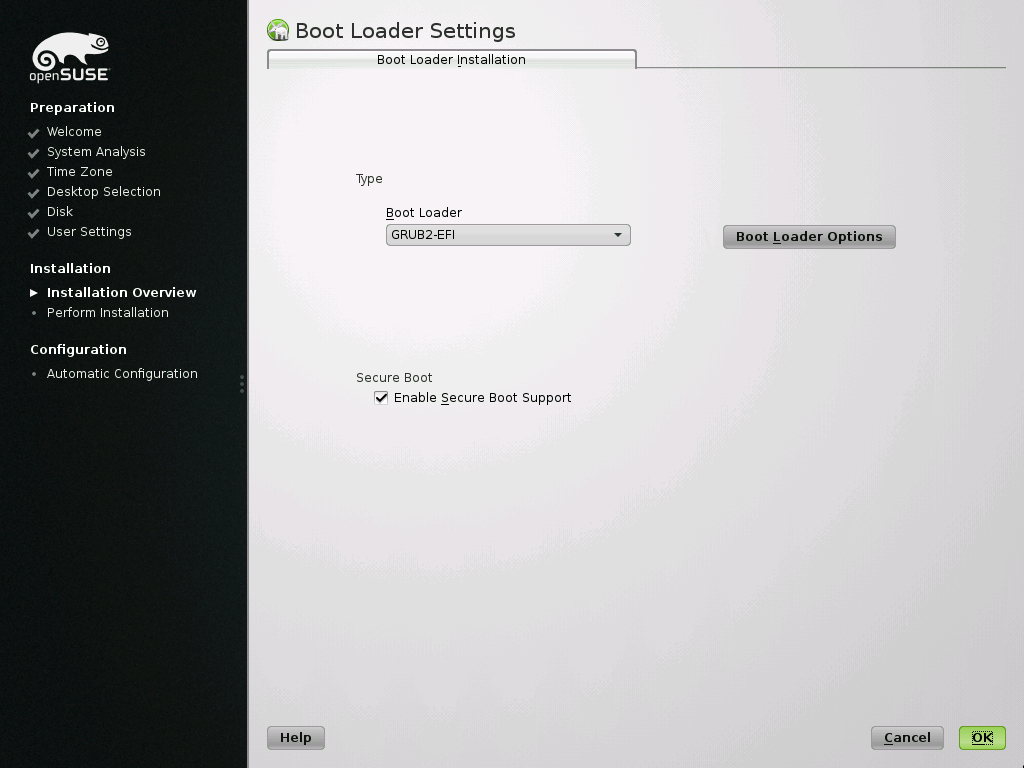 openSUSE
Preparation
Welcome
System Analysis
Time Zone
Desktop Selection
Disk
User Settings
Installation
Installation Overview
Perform Installation
Configuration
Automatic Configuration
Boot Loader Settings
Boot Loader Installation
Type
Boot Loader
GRUB2-EFI
Boot Loader Options
Secure Boot
Enable Secure Boot Support
Help
Cancel
OK